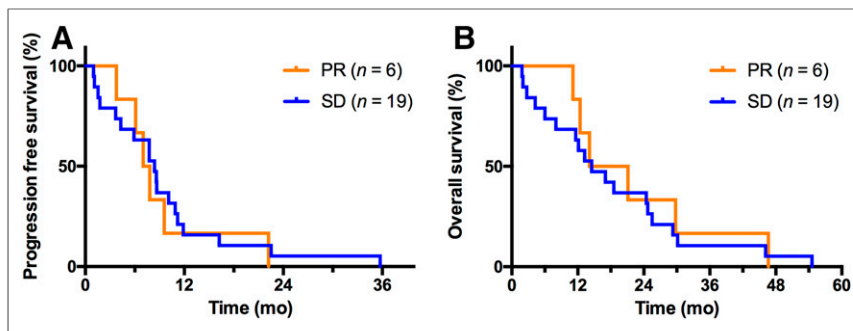 A
Progression free survival (%)
100
50
0
PR (n = 6)
SD (n = 19)
0 12 24 36
Time (mo)
B
Overall survival (%)
100
50
0
PR (n = 6)
SD (n = 19)
0 12 24 36 48 60
Time (mo)